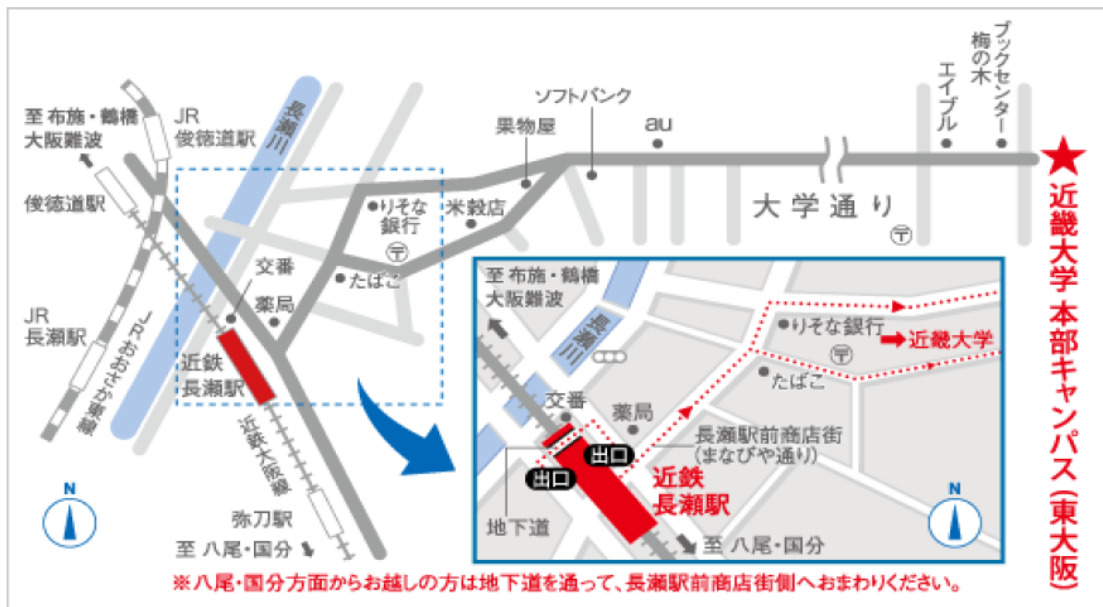 至 布施・鶴橋
大阪難波
JR
俊徳道駅
長瀬川
俊徳道駅
JR
長瀬駅
JRおおさか東線
交番
薬局
近鉄
長瀬駅
近鉄大阪線
弥刀駅
至 八尾・国分
りそな
銀行
〒
たばこ
米穀店
果物屋
ソフトバンク
au
エイブル
ブックセンター
梅の木
大学通り
〒
★
近畿大学 本部キャンパス(東大阪)
至 布施・鶴橋
大阪難波
長瀬川
りそな銀行
〒
近畿大学
たばこ
交番
薬局
長瀬駅前商店街
(まなびや通り)
出口
出口
近鉄
長瀬駅
地下道
至 八尾・国分
N
N
※八尾・国分方面からお越しの方は地下道を通って、長瀬駅前商店街側へおまわりください。